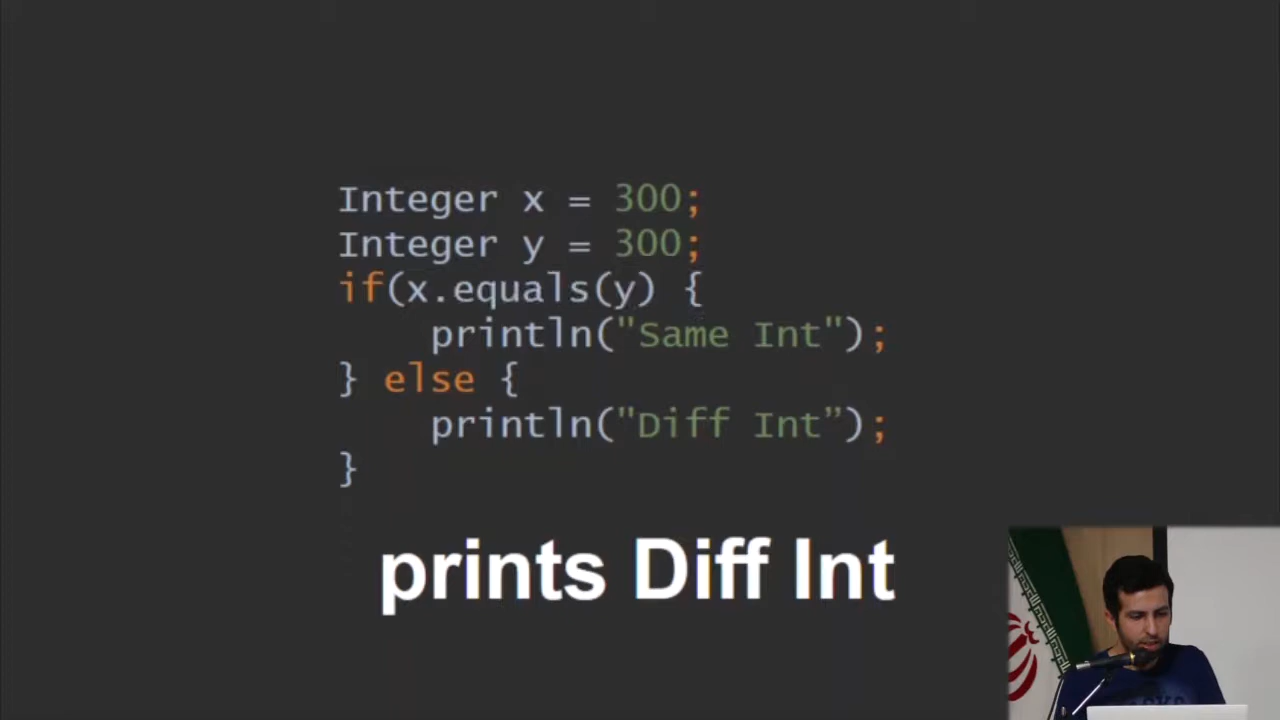 Integer x = 300;
Integer y = 300;
if(x.equals(y) {
    println("Same Int");
} else {
    println("Diff Int”);
}
prints Diff Int